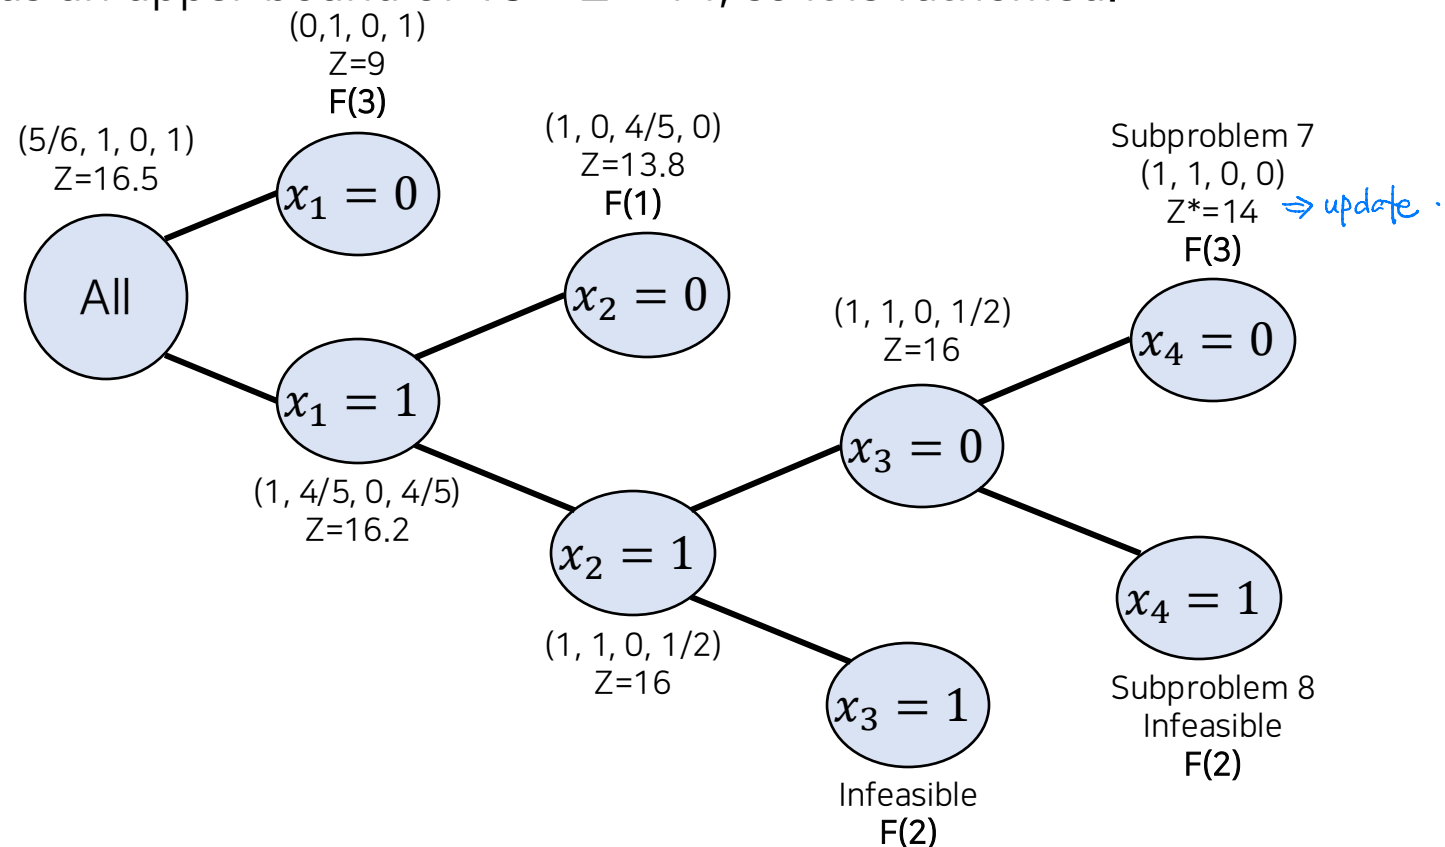 (0,1, 0, 1)
Z=9
F(3)
(5/6, 1, 0, 1)
Z=16.5
All
x₁ = 0
x₁ = 1
(1, 4/5, 0, 4/5)
Z=16.2
(1, 0, 4/5, 0)
Z=13.8
F(1)
x₂ = 0
x₂ = 1
(1, 1, 0, 1/2)
Z=16
(1, 1, 0, 1/2)
Z=16
x₃ = 0
x₃ = 1
Infeasible
F(2)
Subproblem 7
(1, 1, 0, 0)
Z*=14 ⇒ update
F(3)
x₄ = 0
x₄ = 1
Subproblem 8
Infeasible
F(2)